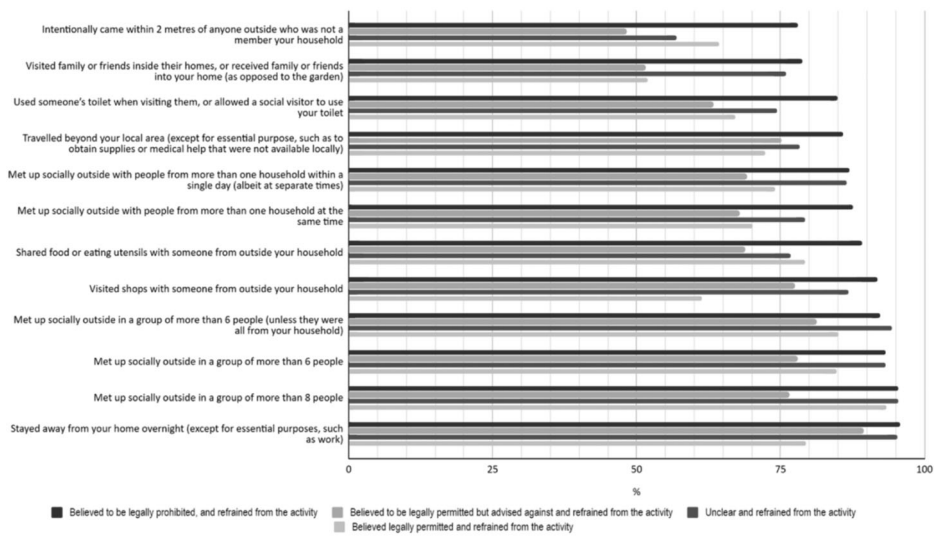 Intentionally came within 2 metres of anyone outside who was not a
member your household
Visited family or friends inside their homes, or received family or friends
into your home (as opposed to the garden)
Used someone's toilet when visiting them, or allowed a social visitor to use
your toilet
Travelled beyond your local area (except for essential purpose, such as to
obtain supplies or medical help that were not available locally)
Met up socially outside with people from more than one household within a
single day (albeit at separate times)
Met up socially outside with people from more than one household at the
same time
Shared food or eating utensils with someone from outside your household
Visited shops with someone from outside your household
Met up socially outside in a group of more than 6 people (unless they were
all from your household)
Met up socially outside in a group of more than 6 people
Met up socially outside in a group of more than 8 people
Stayed away from your home overnight (except for essential purposes, such
as work)
0 25 50 75 100
%
Believed to be legally prohibited, and refrained from the activity Believed to be legally permitted but advised against and refrained from the activity Unclear and refrained from the activity
Believed legally permitted and refrained from the activity